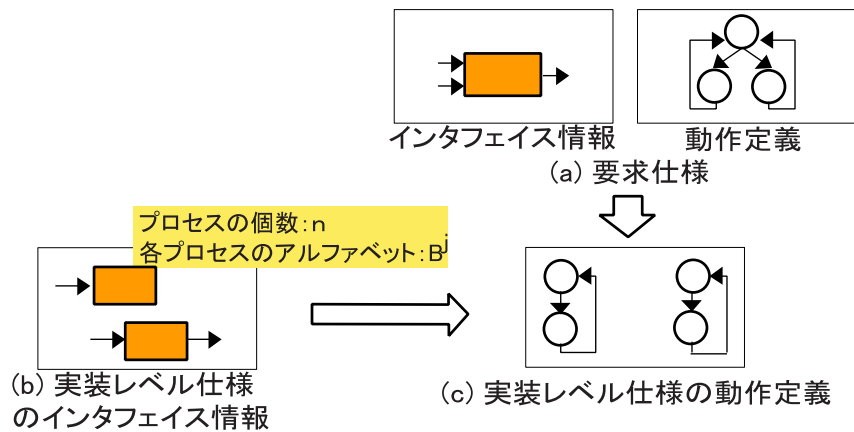 インタフェイス情報
動作定義
(a) 要求仕様
プロセスの個数:n
各プロセスのアルファベット:B^j
(b) 実装レベル仕様
のインタフェイス情報
(c) 実装レベル仕様の動作定義